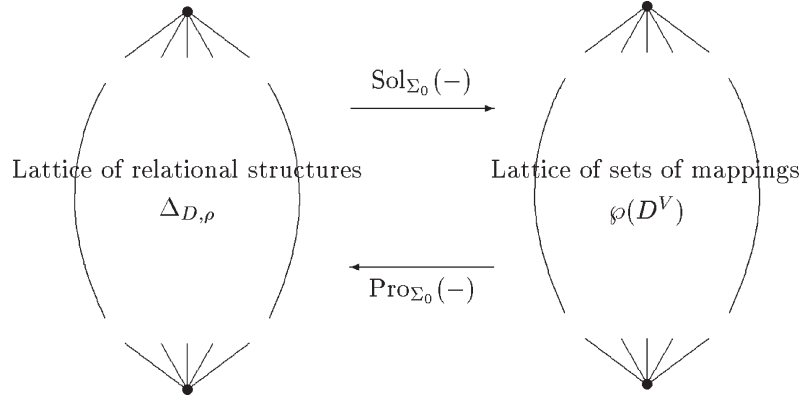 Sol_{Σ_0}(−)
Lattice of relational structures
Δ_{D,ρ}
Lattice of sets of mappings
℘(D^V)
Pro_{Σ_0}(−)